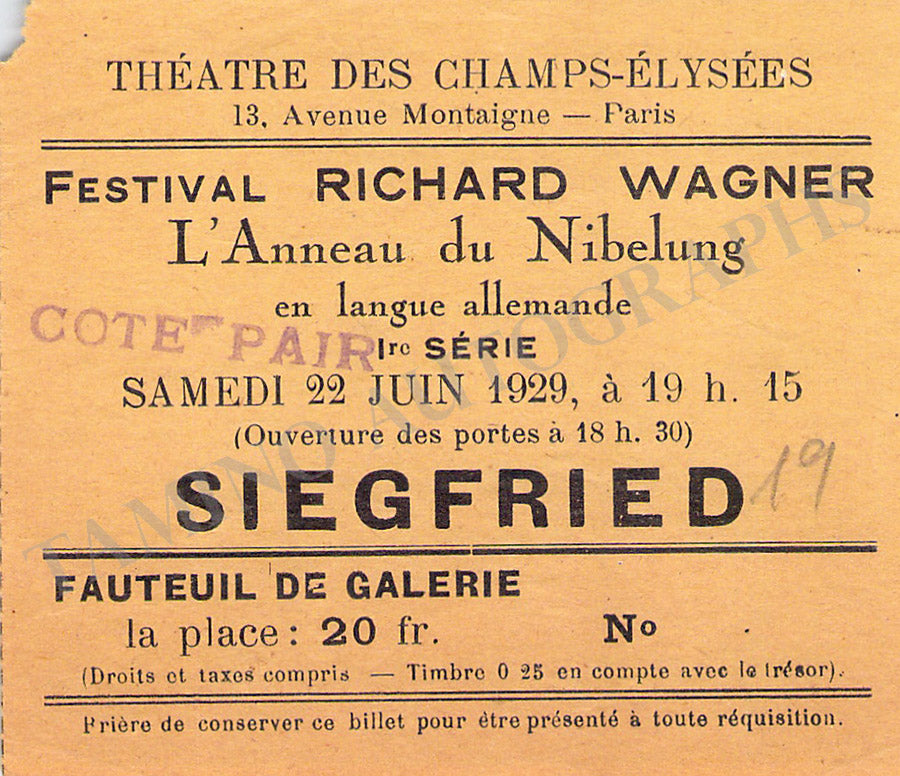 THÉATRE DES CHAMPS-ÉLYSÉES
13, Avenue Montaigne — Paris
FESTIVAL RICHARD WAGNER
L'Anneau du Nibelung
en langue allemande
COTE PAIR
Ire SÉRIE
SAMEDI 22 JUIN 1929, à 19 h. 15
(Ouverture des portes à 18 h. 30)
SIEGFRIED 19
FAUTEUIL DE GALERIE
la place : 20 fr. No
(Droits et taxes compris — Timbre 0 25 en compte avec le trésor).
Prière de conserver ce billet pour être présenté à toute réquisition.
TAMINO AUTOGRAPHS